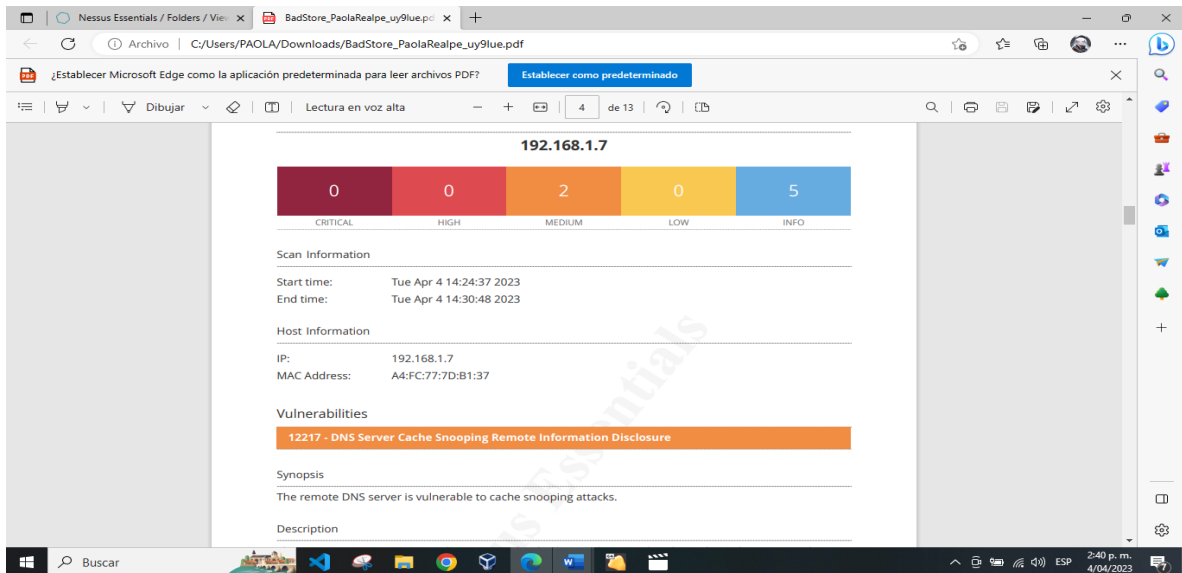 Nessus Essentials / Folders / View
BadStore_PaolaRealpe_uy9lue.pd
Archivo
C:/Users/PAOLA/Downloads/BadStore_PaolaRealpe_uy9lue.pdf
¿Establecer Microsoft Edge como la aplicación predeterminada para leer archivos PDF?
Establecer como predeterminado
Dibujar
Lectura en voz alta
4
de 13
192.168.1.7
0 0 2 0 5
CRITICAL HIGH MEDIUM LOW INFO
Scan Information
Start time: Tue Apr 4 14:24:37 2023
End time: Tue Apr 4 14:30:48 2023
Host Information
IP: 192.168.1.7
MAC Address: A4:FC:77:7D:B1:37
Vulnerabilities
12217 - DNS Server Cache Snooping Remote Information Disclosure
Synopsis
The remote DNS server is vulnerable to cache snooping attacks.
Description
us Essentials
Buscar
ESP
2:40 p. m.
4/04/2023